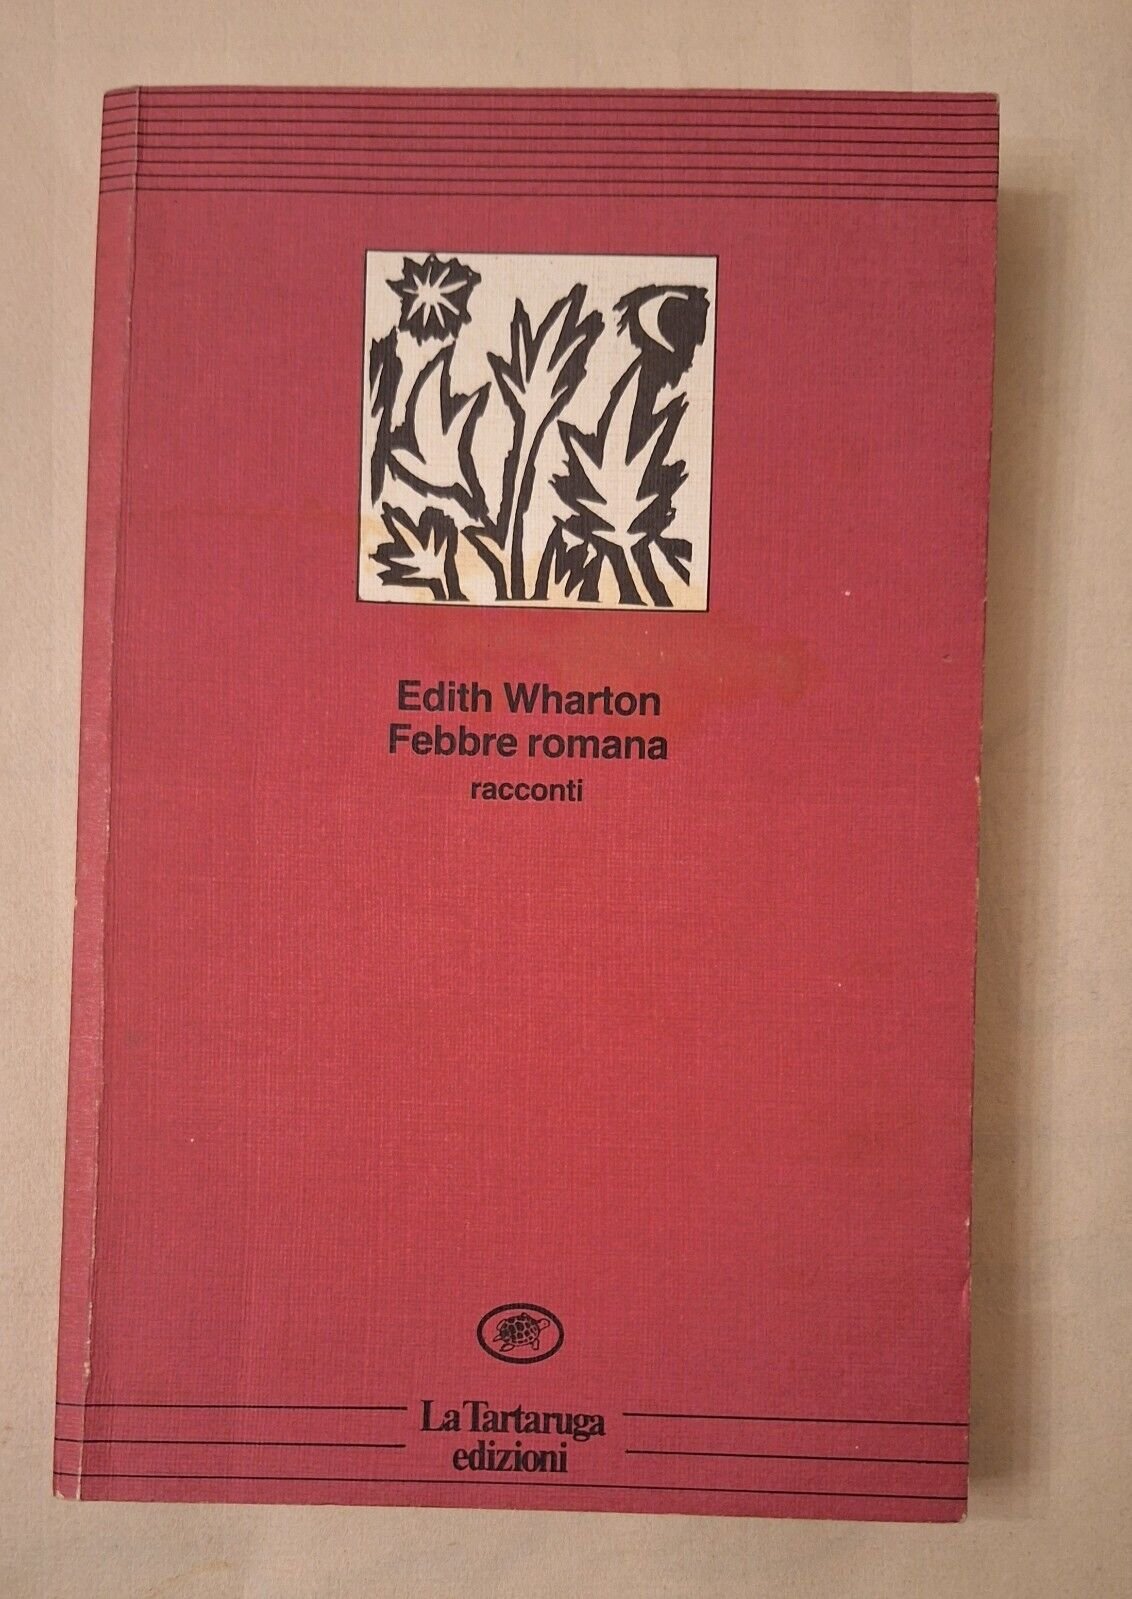 Edith Wharton
Febbre romana
racconti
La Tartaruga
edizioni